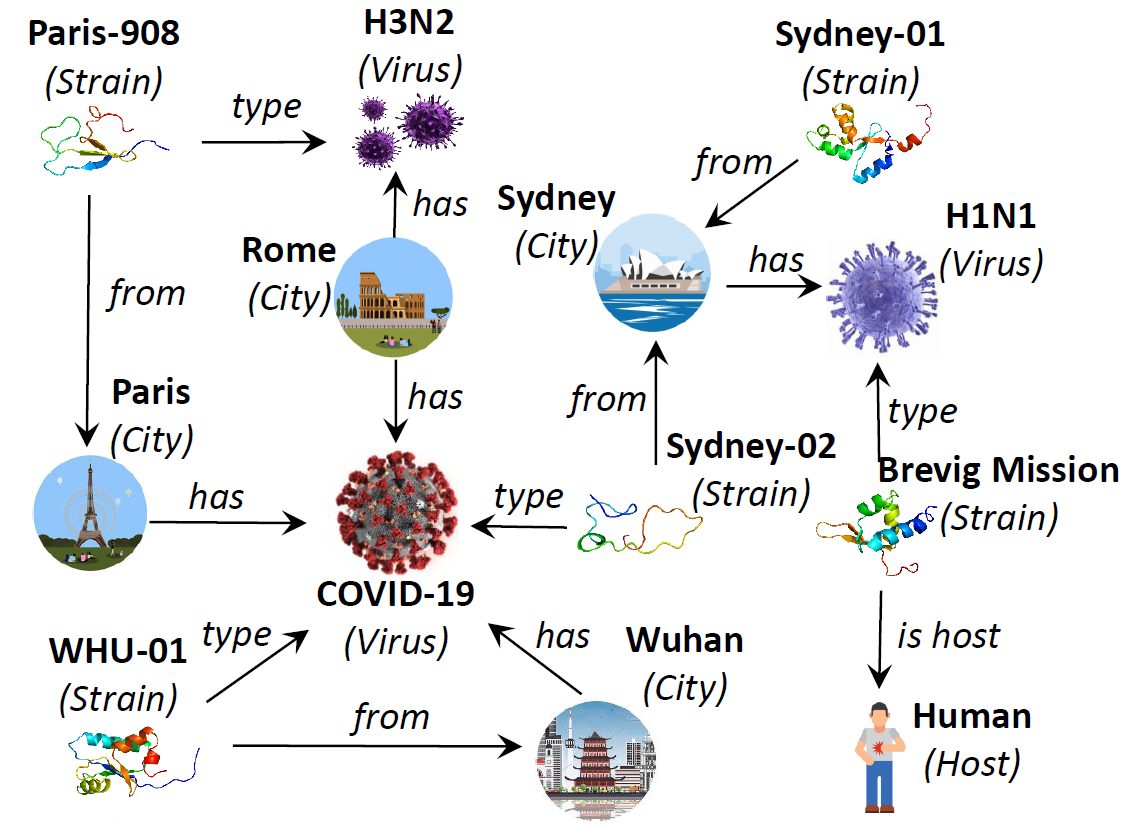 Paris-908
(Strain)
type
H3N2
(Virus)
Sydney-01
(Strain)
from
has
Sydney
(City)
H1N1
(Virus)
Rome
(City)
has
from
Paris
(City)
has
from
type
Sydney-02
(Strain)
Brevig Mission
(Strain)
has
type
COVID-19
(Virus)
type
has
WHU-01
(Strain)
Wuhan
(City)
is host
from
Human
(Host)